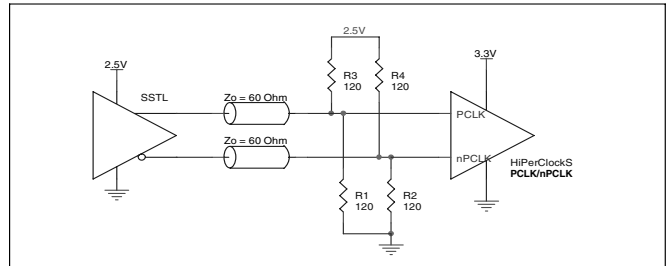 2.5V
3.3V
2.5V
SSTL
R3
120
R4
120
Zo = 60 Ohm
PCLK
Zo = 60 Ohm
nPCLK
HiPerClockS
PCLK/nPCLK
R1
120
R2
120